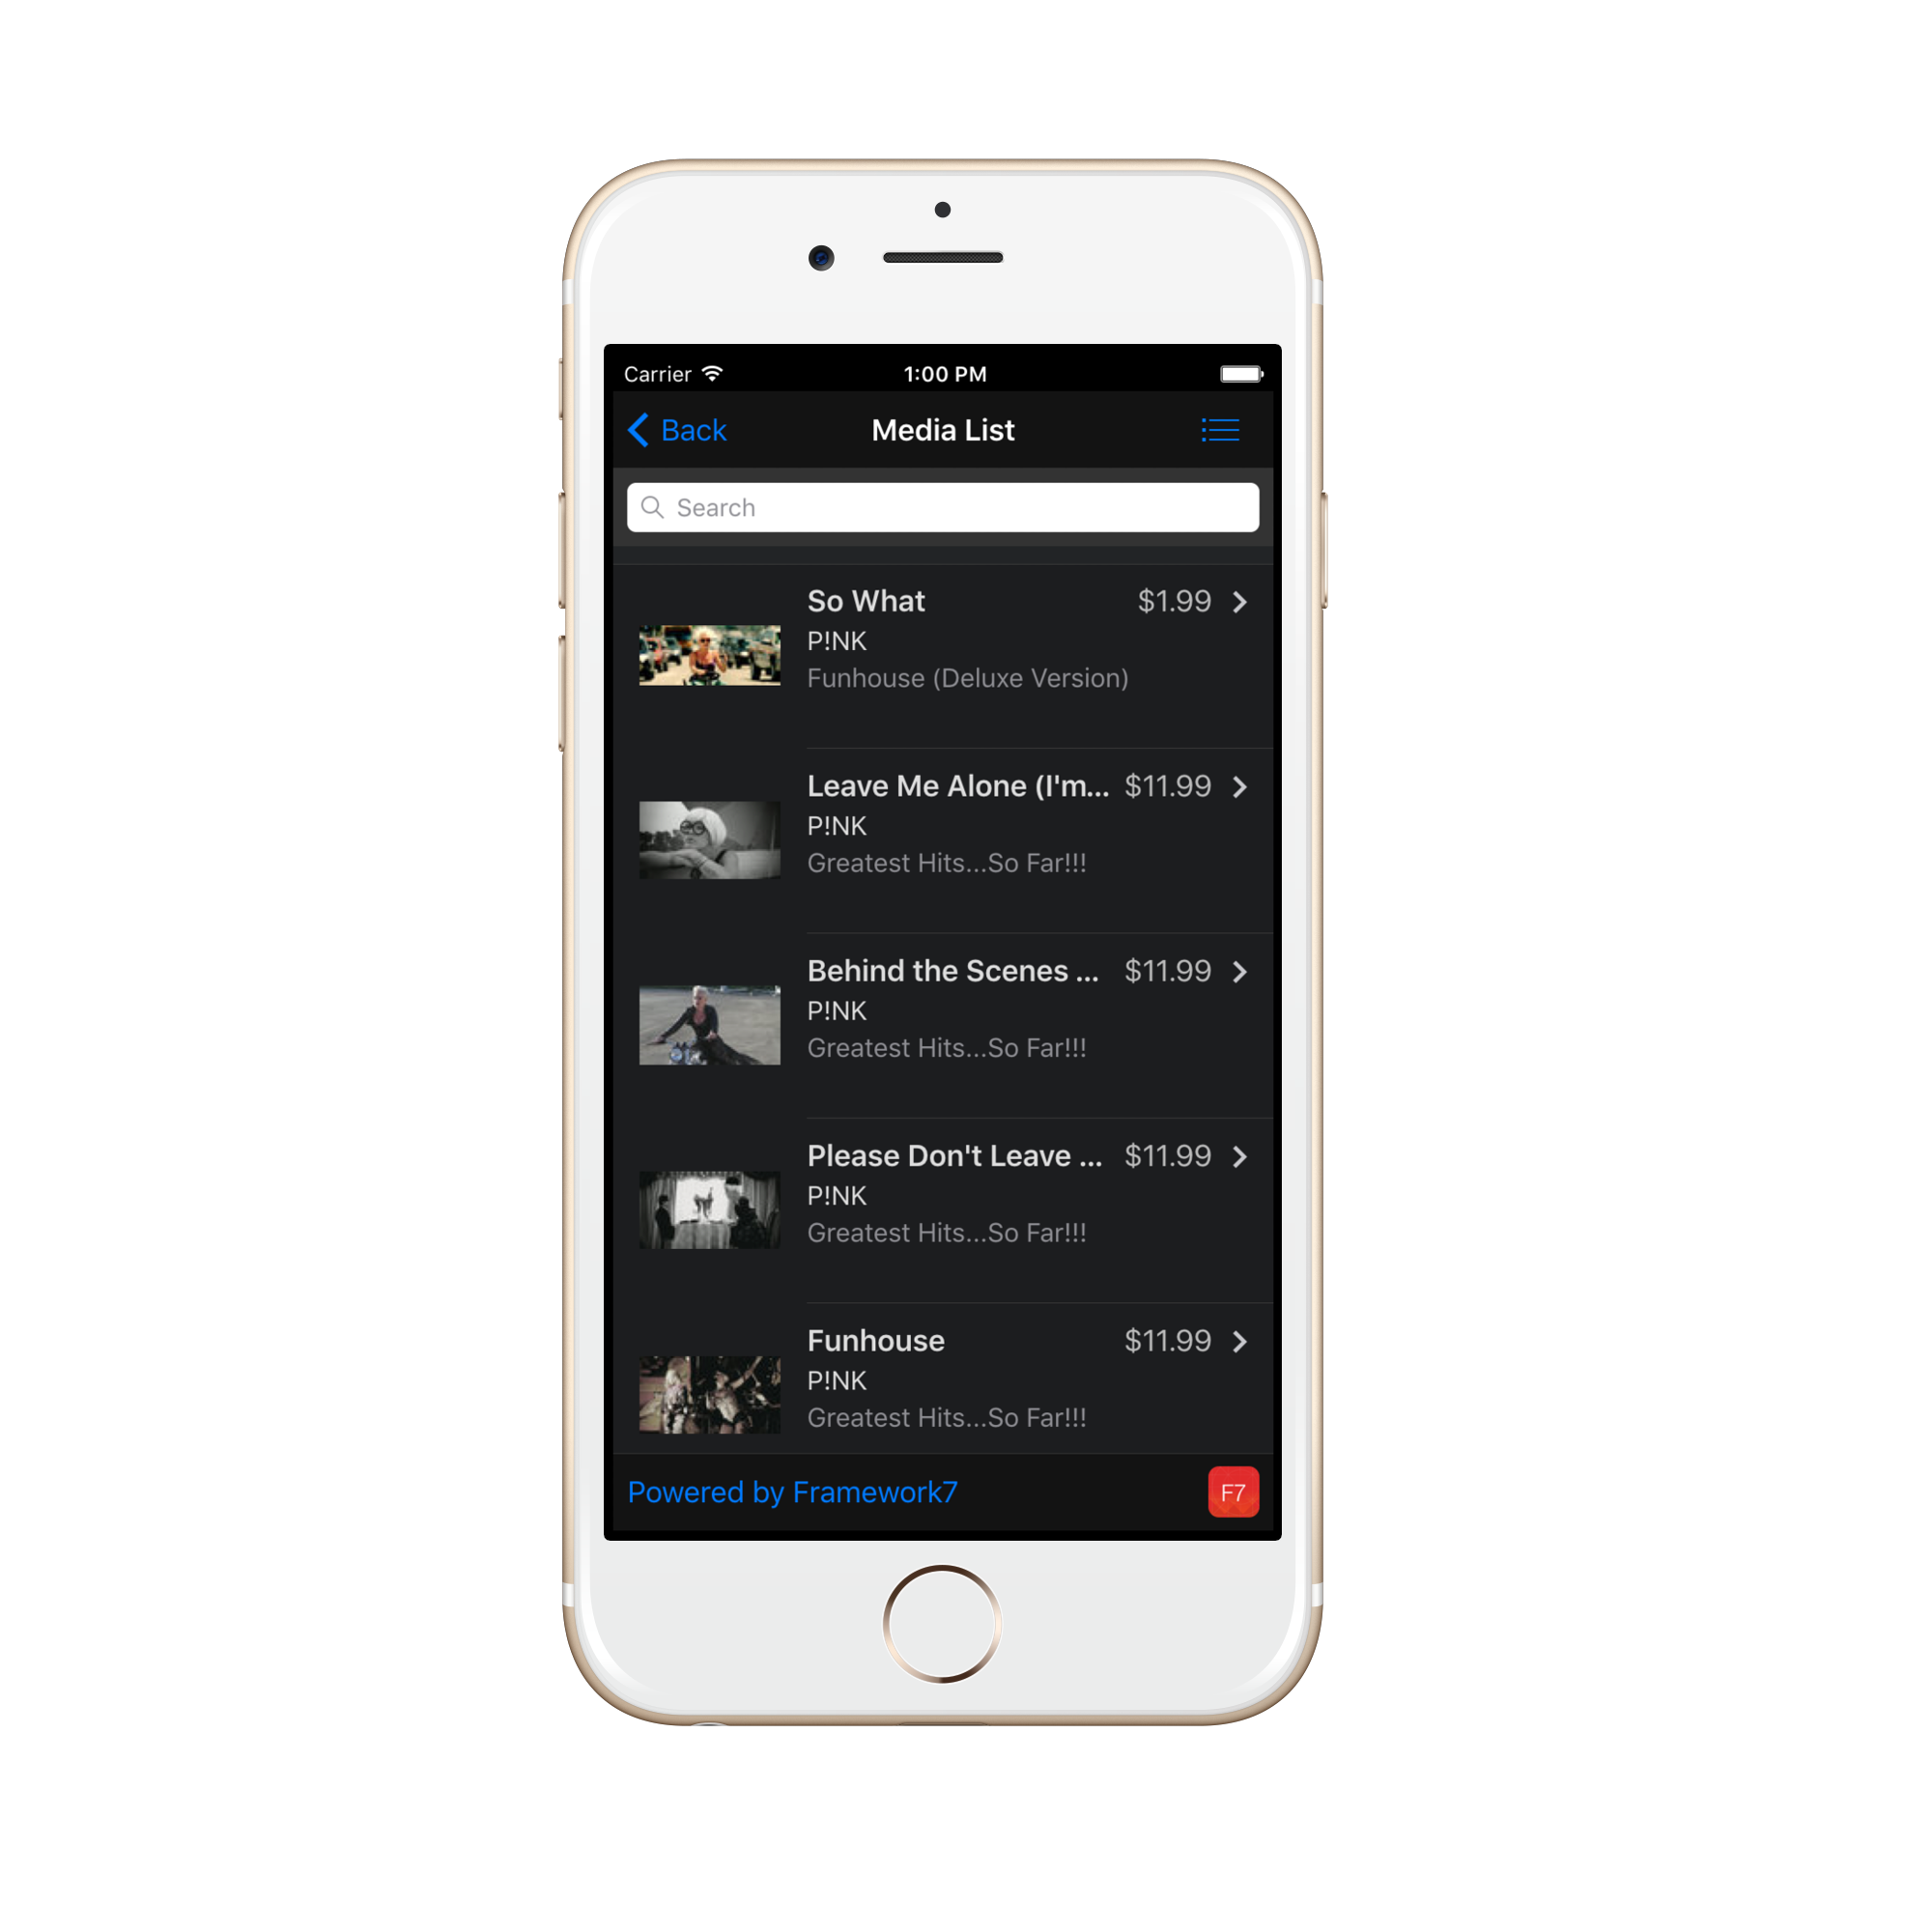 Carrier 1:00 PM
Back Media List
Search
So What $1.99
P!NK
Funhouse (Deluxe Version)
Leave Me Alone (I'm... $11.99
P!NK
Greatest Hits...So Far!!!
Behind the Scenes ... $11.99
P!NK
Greatest Hits...So Far!!!
Please Don't Leave ... $11.99
P!NK
Greatest Hits...So Far!!!
Funhouse $11.99
P!NK
Greatest Hits...So Far!!!
Powered by Framework7 F7